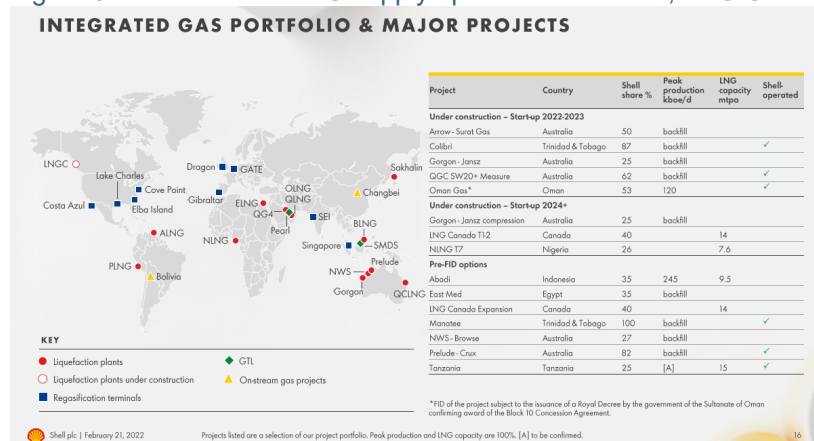 INTEGRATED GAS PORTFOLIO & MAJOR PROJECTS
LNGC
Lake Charles
Cove Point
Costa Azul
Elba Island
Dragon
GATE
Gibraltar
ELNG
OLNG
QLNG
QG4
Pearl
Sakhalin
Changbei
SEI
BLNG
Singapore
SMDS
ALNG
NLNG
PLNG
Bolivia
Prelude
NWS
Gorgon
QCLNG
KEY
Liquefaction plants
GTL
Liquefaction plants under construction
On-stream gas projects
Regasification terminals
Project Country Shell share % Peak production kboe/d LNG capacity mtpa Shell-operated
Under construction – Start-up 2022-2023
Arrow - Surat Gas Australia 50 backfill
Colibri Trinidad & Tobago 87 backfill ✓
Gorgon - Jansz Australia 25 backfill
QGC SW20+ Measure Australia 62 backfill ✓
Oman Gas* Oman 53 120 ✓
Under construction – Start-up 2024+
Gorgon - Jansz compression Australia 25 backfill
LNG Canada T1-2 Canada 40 14
NLNG T7 Nigeria 26 7.6
Pre-FID options
Abadi Indonesia 35 245 9.5
East Med Egypt 35 backfill
LNG Canada Expansion Canada 40 14
Manatee Trinidad & Tobago 100 backfill ✓
NWS - Browse Australia 27 backfill
Prelude - Crux Australia 82 backfill ✓
Tanzania Tanzania 25 [A] 15 ✓
*FID of the project subject to the issuance of a Royal Decree by the government of the Sultanate of Oman
confirming award of the Block 10 Concession Agreement.
Shell plc | February 21, 2022
Projects listed are a selection of our project portfolio. Peak production and LNG capacity are 100%. [A] to be confirmed.
16